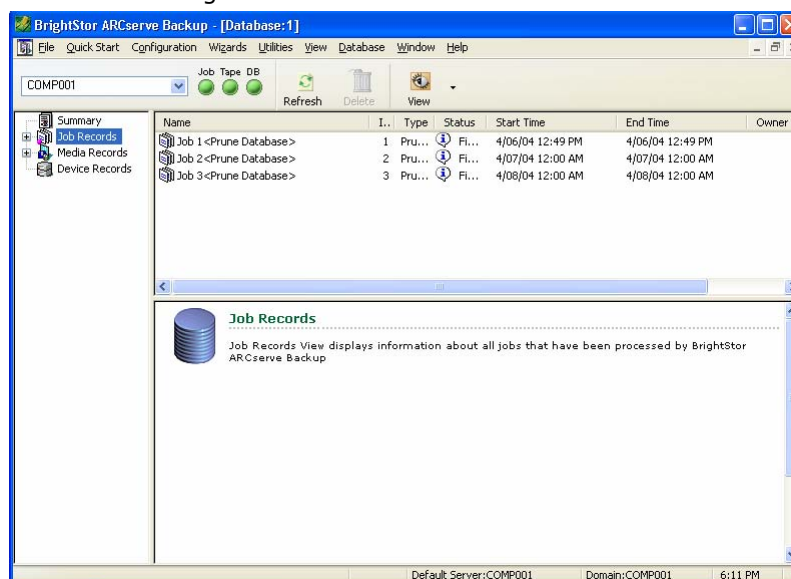 BrightStor ARCserve Backup - [Database:1]
File Quick Start Configuration Wizards Utilities View Database Window Help
COMP001 Job Tape DB Refresh Delete View
Summary
Job Records
Media Records
Device Records
Name I.. Type Status Start Time End Time Owner
Job 1<Prune Database> 1 Pru... Fi... 4/06/04 12:49 PM 4/06/04 12:49 PM
Job 2<Prune Database> 2 Pru... Fi... 4/07/04 12:00 AM 4/07/04 12:00 AM
Job 3<Prune Database> 3 Pru... Fi... 4/08/04 12:00 AM 4/08/04 12:00 AM
Job Records
Job Records View displays information about all jobs that have been processed by BrightStor
ARCserve Backup
Default Server:COMP001 Domain:COMP001 6:11 PM